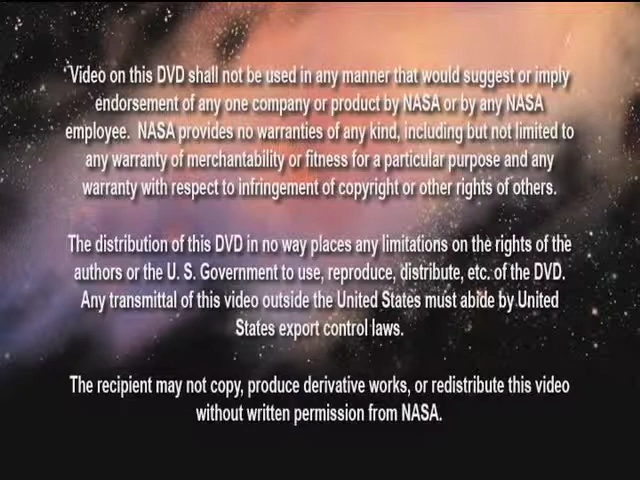 Video on this DVD shall not be used in any manner that would suggest or imply
endorsement of any one company or product by NASA or by any NASA
employee. NASA provides no warranties of any kind, including but not limited to
any warranty of merchantability or fitness for a particular purpose and any
warranty with respect to infringement of copyright or other rights of others.
The distribution of this DVD in no way places any limitations on the rights of the
authors or the U. S. Government to use, reproduce, distribute, etc. of the DVD.
Any transmittal of this video outside the United States must abide by United
States export control laws.
The recipient may not copy, produce derivative works, or redistribute this video
without written permission from NASA.